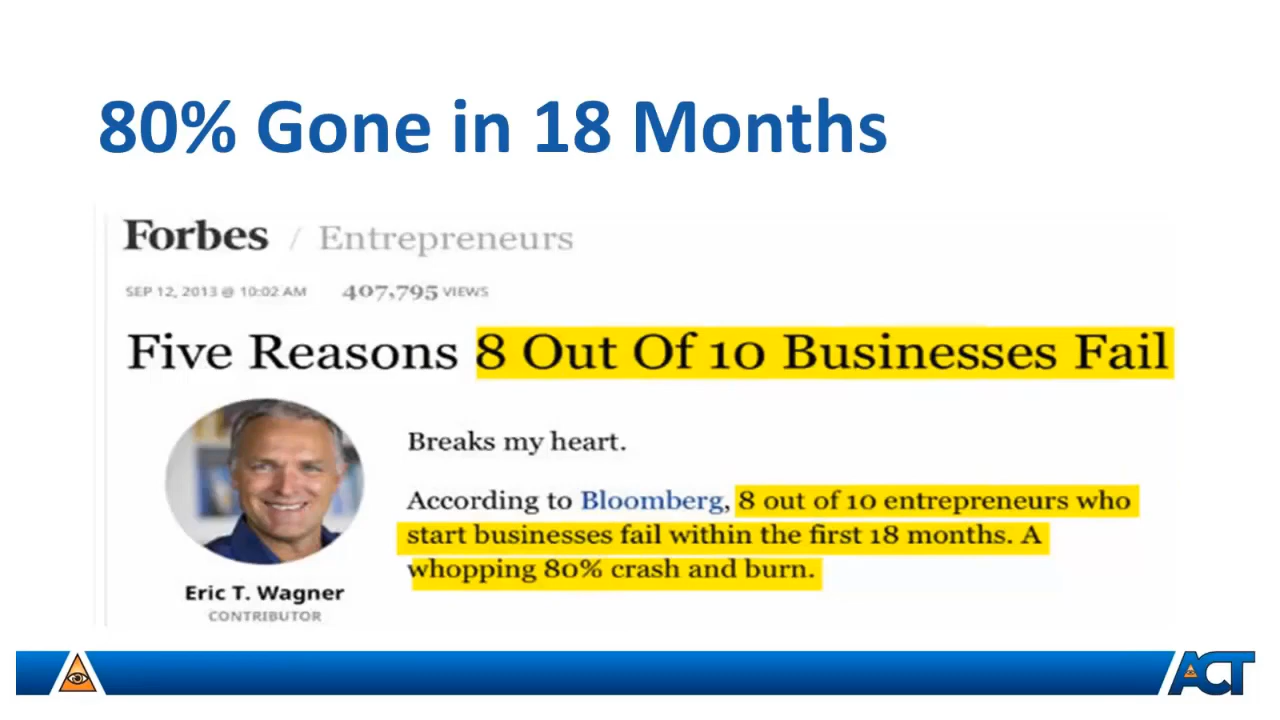 80% Gone in 18 Months
Forbes / Entrepreneurs
SEP 12, 2013 @ 10:02 AM 407,795 VIEWS
Five Reasons 8 Out Of 10 Businesses Fail
Breaks my heart.
According to Bloomberg, 8 out of 10 entrepreneurs who
start businesses fail within the first 18 months. A
whopping 80% crash and burn.
Eric T. Wagner
CONTRIBUTOR
ACT